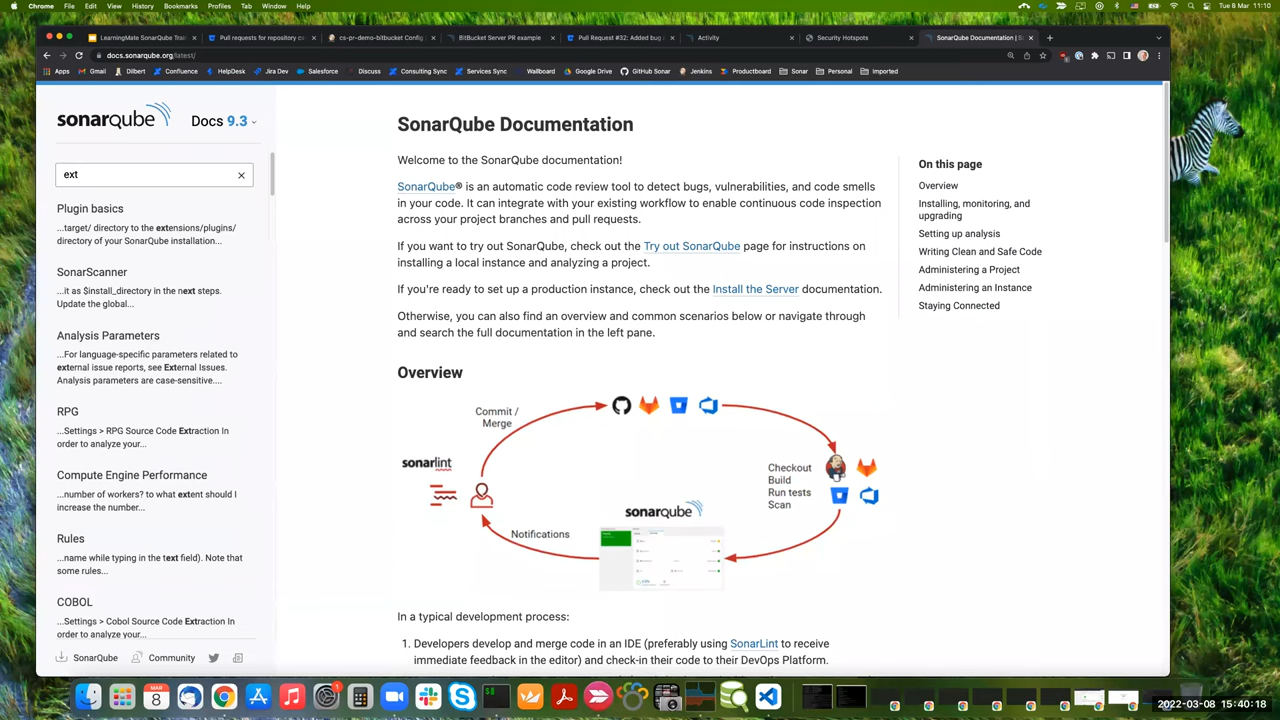 Chrome File Edit View History Bookmarks Profiles Tab Window Help
Tue 8 Mar 11:10
LearningMate SonarQube Train
Pull requests for repository co
cs-pr-demo-bitbucket Config
BitBucket Server PR example
Pull Request #32: Added bug
Activity
Security Hotspots
SonarQube Documentation | S
docs.sonarqube.org/latest/
Apps Gmail Dilbert Confluence HelpDesk Jira Dev Salesforce Discuss Consulting Sync Services Sync Wallboard Google Drive GitHub Sonar Jenkins Productboard Sonar Personal Imported
sonarqube Docs 9.3
ext
Plugin basics
...target/ directory to the extensions/plugins/
directory of your SonarQube installation...
SonarScanner
...it as $install_directory in the next steps.
Update the global...
Analysis Parameters
...For language-specific parameters related to
external issue reports, see External Issues.
Analysis parameters are case-sensitive....
RPG
...Settings > RPG Source Code Extraction In
order to analyze your...
Compute Engine Performance
...number of workers? to what extent should I
increase the number...
Rules
...name while typing in the text field). Note that
some rules...
COBOL
...Settings > Cobol Source Code Extraction In
order to analyze your...
SonarQube Community
SonarQube Documentation
Welcome to the SonarQube documentation!
SonarQube® is an automatic code review tool to detect bugs, vulnerabilities, and code smells
in your code. It can integrate with your existing workflow to enable continuous code inspection
across your project branches and pull requests.
If you want to try out SonarQube, check out the Try out SonarQube page for instructions on
installing a local instance and analyzing a project.
If you're ready to set up a production instance, check out the Install the Server documentation.
Otherwise, you can also find an overview and common scenarios below or navigate through
and search the full documentation in the left pane.
Overview
Commit /
Merge
sonarlint
Checkout
Build
Run tests
Scan
sonarqube
Notifications
In a typical development process:
1. Developers develop and merge code in an IDE (preferably using SonarLint to receive
immediate feedback in the editor) and check-in their code to their DevOps Platform.
On this page
Overview
Installing, monitoring, and
upgrading
Setting up analysis
Writing Clean and Safe Code
Administering a Project
Administering an Instance
Staying Connected
MAR
8
1
2022-03-08 15:40:18